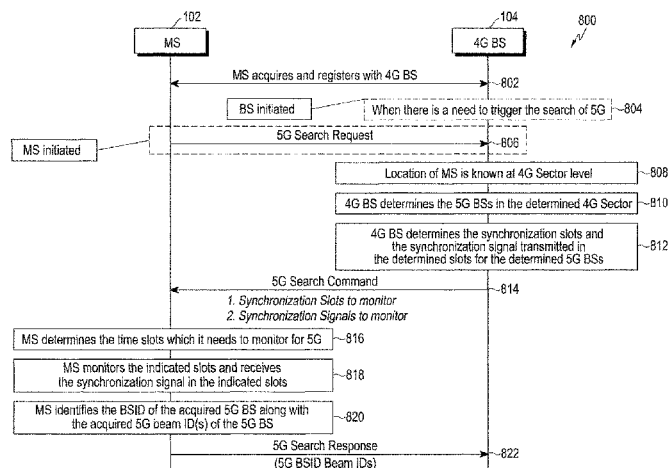 102
104
800
MS
4G BS
MS acquires and registers with 4G BS
802
BS initiated
When there is a need to trigger the search of 5G
804
5G Search Request
806
MS initiated
Location of MS is known at 4G Sector level
808
4G BS determines the 5G BSs in the determined 4G Sector
810
4G BS determines the synchronization slots and
the synchronization signal transmitted in
the determined slots for the determined 5G BSs
812
5G Search Command
814
1. Synchronization Slots to monitor
2. Synchronization Signals to monitor
MS determines the time slots which it needs to monitor for 5G
816
MS monitors the indicated slots and receives
the synchronization signal in the indicated slots
818
MS identifies the BSID of the acquired 5G BS along with
the acquired 5G beam ID(s) of the 5G BS
820
5G Search Response
822
(5G BSID Beam IDs)